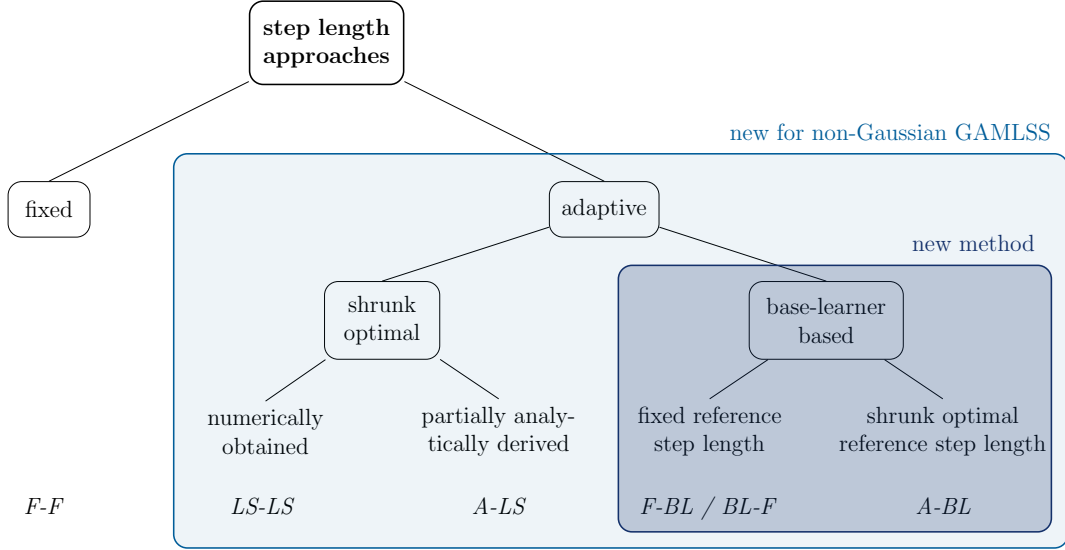 step length
approaches
new for non-Gaussian GAMLSS
fixed
adaptive
new method
shrunk
optimal
base-learner
based
numerically
obtained
partially analy-
tically derived
fixed reference
step length
shrunk optimal
reference step length
F-F
LS-LS
A-LS
F-BL / BL-F
A-BL